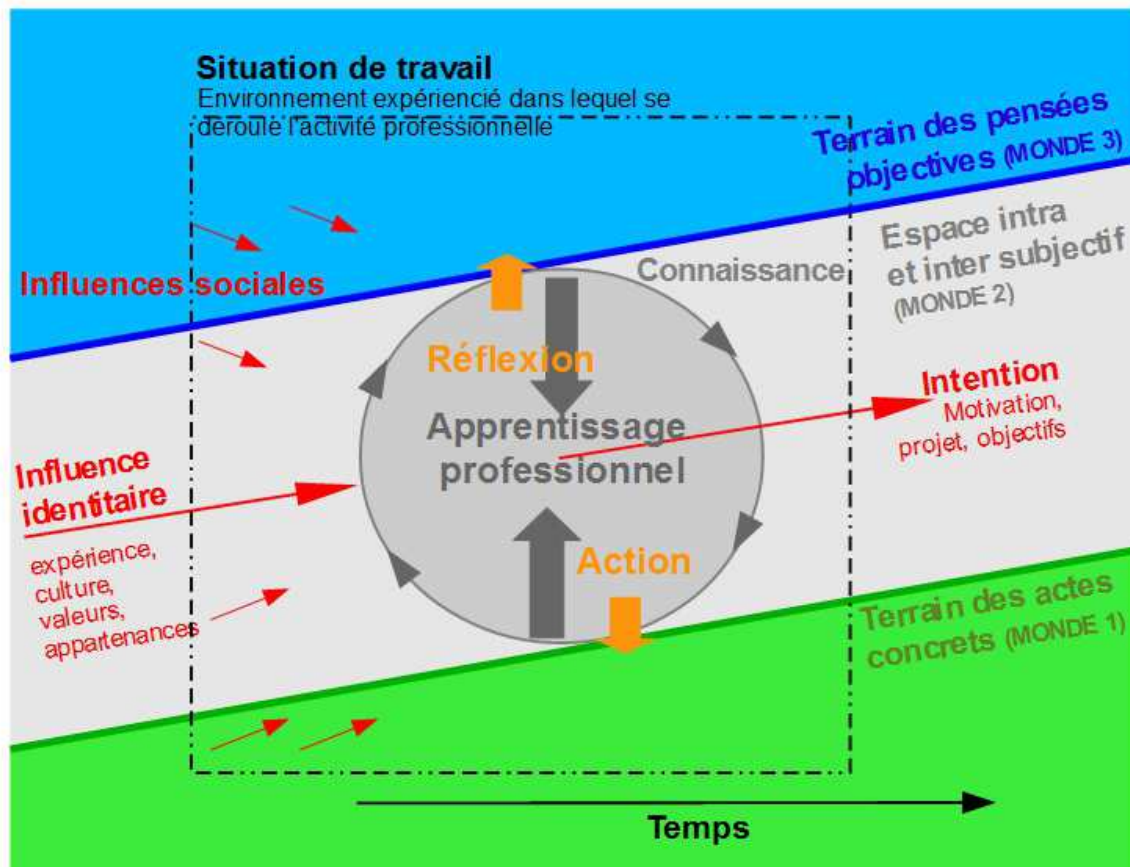 Situation de travail
Environnement expériencié dans lequel se
deroule l'activité professionnelle
Terrain des pensées
objectives (MONDE 3)
Espace intra
et inter subjectif
(MONDE 2)
Connaissance
Influences sociales
Réflexion
Apprentissage
professionnel
Intention
Motivation,
projet, objectifs
Influence
identitaire
expérience,
culture,
valeurs,
appartenances
Action
Terrain des actes
concrets (MONDE 1)
Temps